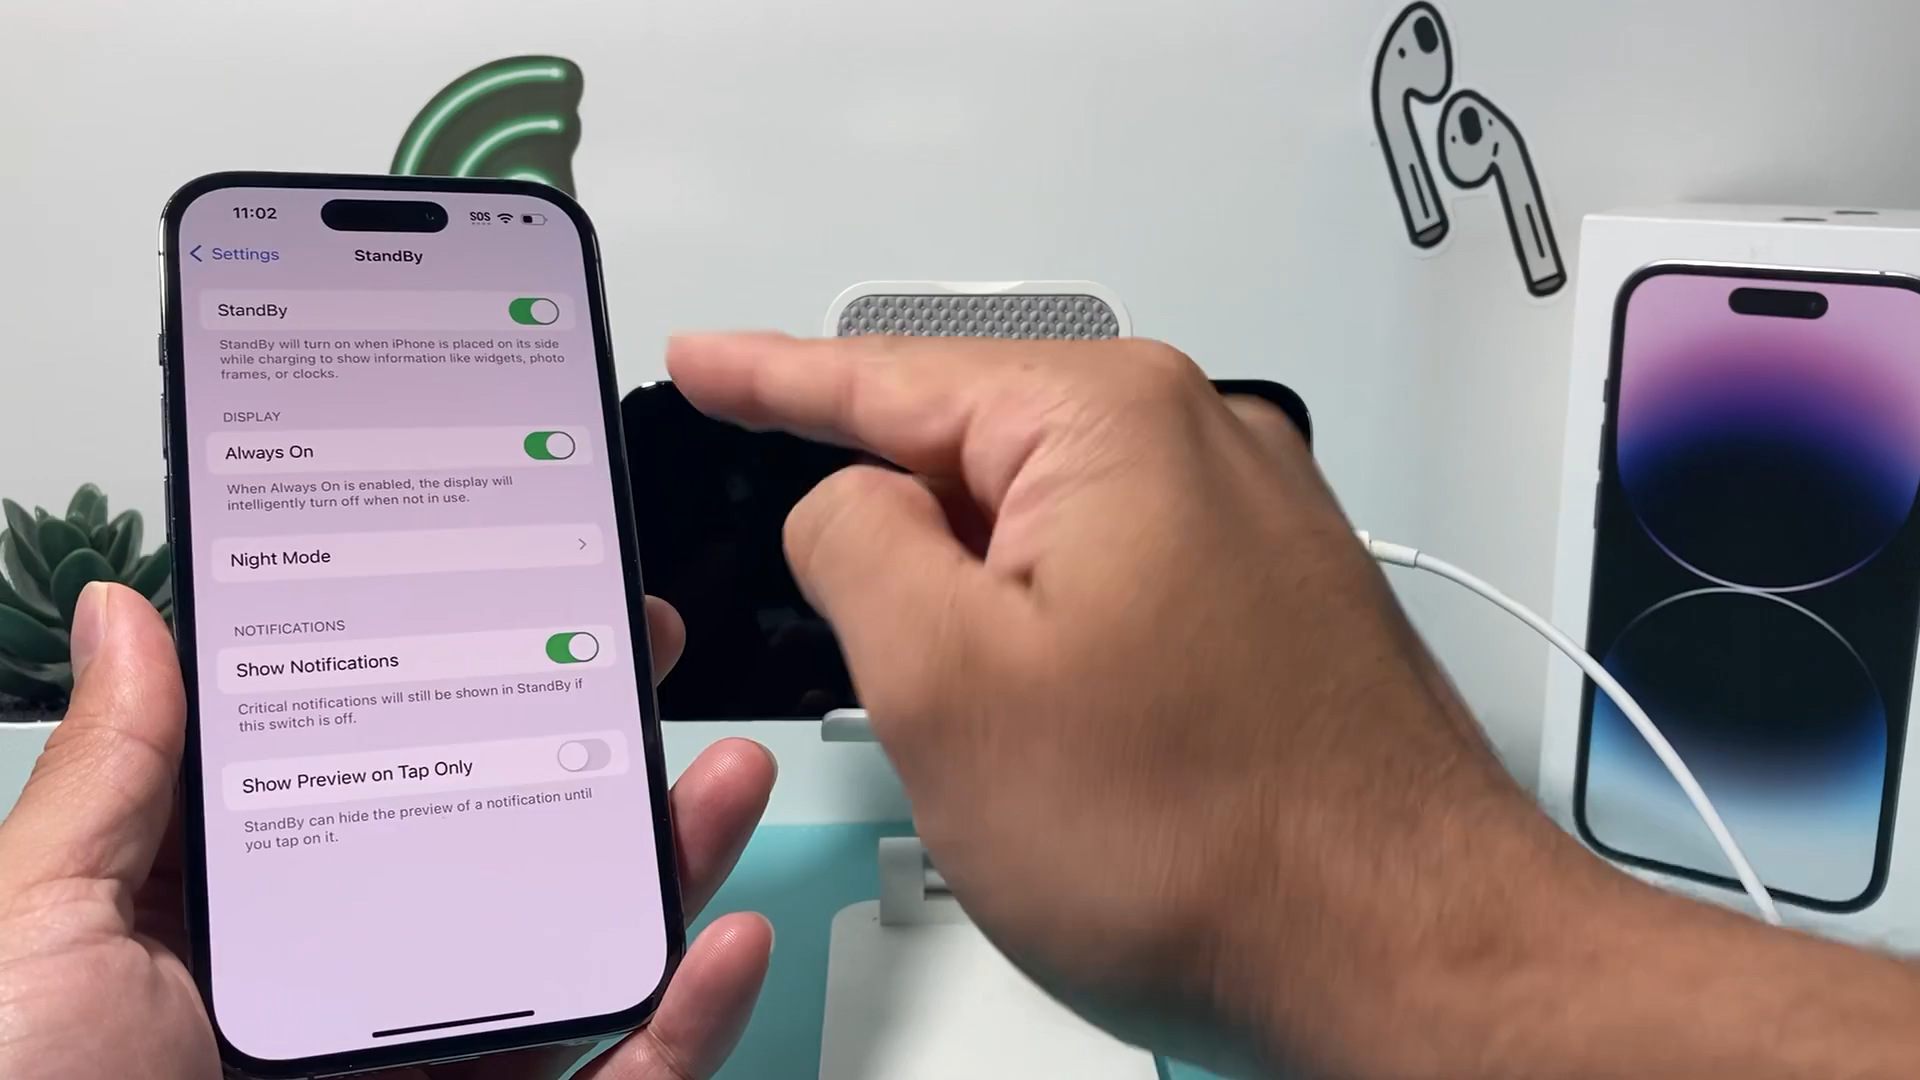 11:02
SOS
Settings
StandBy
StandBy
StandBy will turn on when iPhone is placed on its side
while charging to show information like widgets, photo
frames, or clocks.
DISPLAY
Always On
When Always On is enabled, the display will
intelligently turn off when not in use.
Night Mode
NOTIFICATIONS
Show Notifications
Critical notifications will still be shown in StandBy if
this switch is off.
Show Preview on Tap Only
StandBy can hide the preview of a notification until
you tap on it.